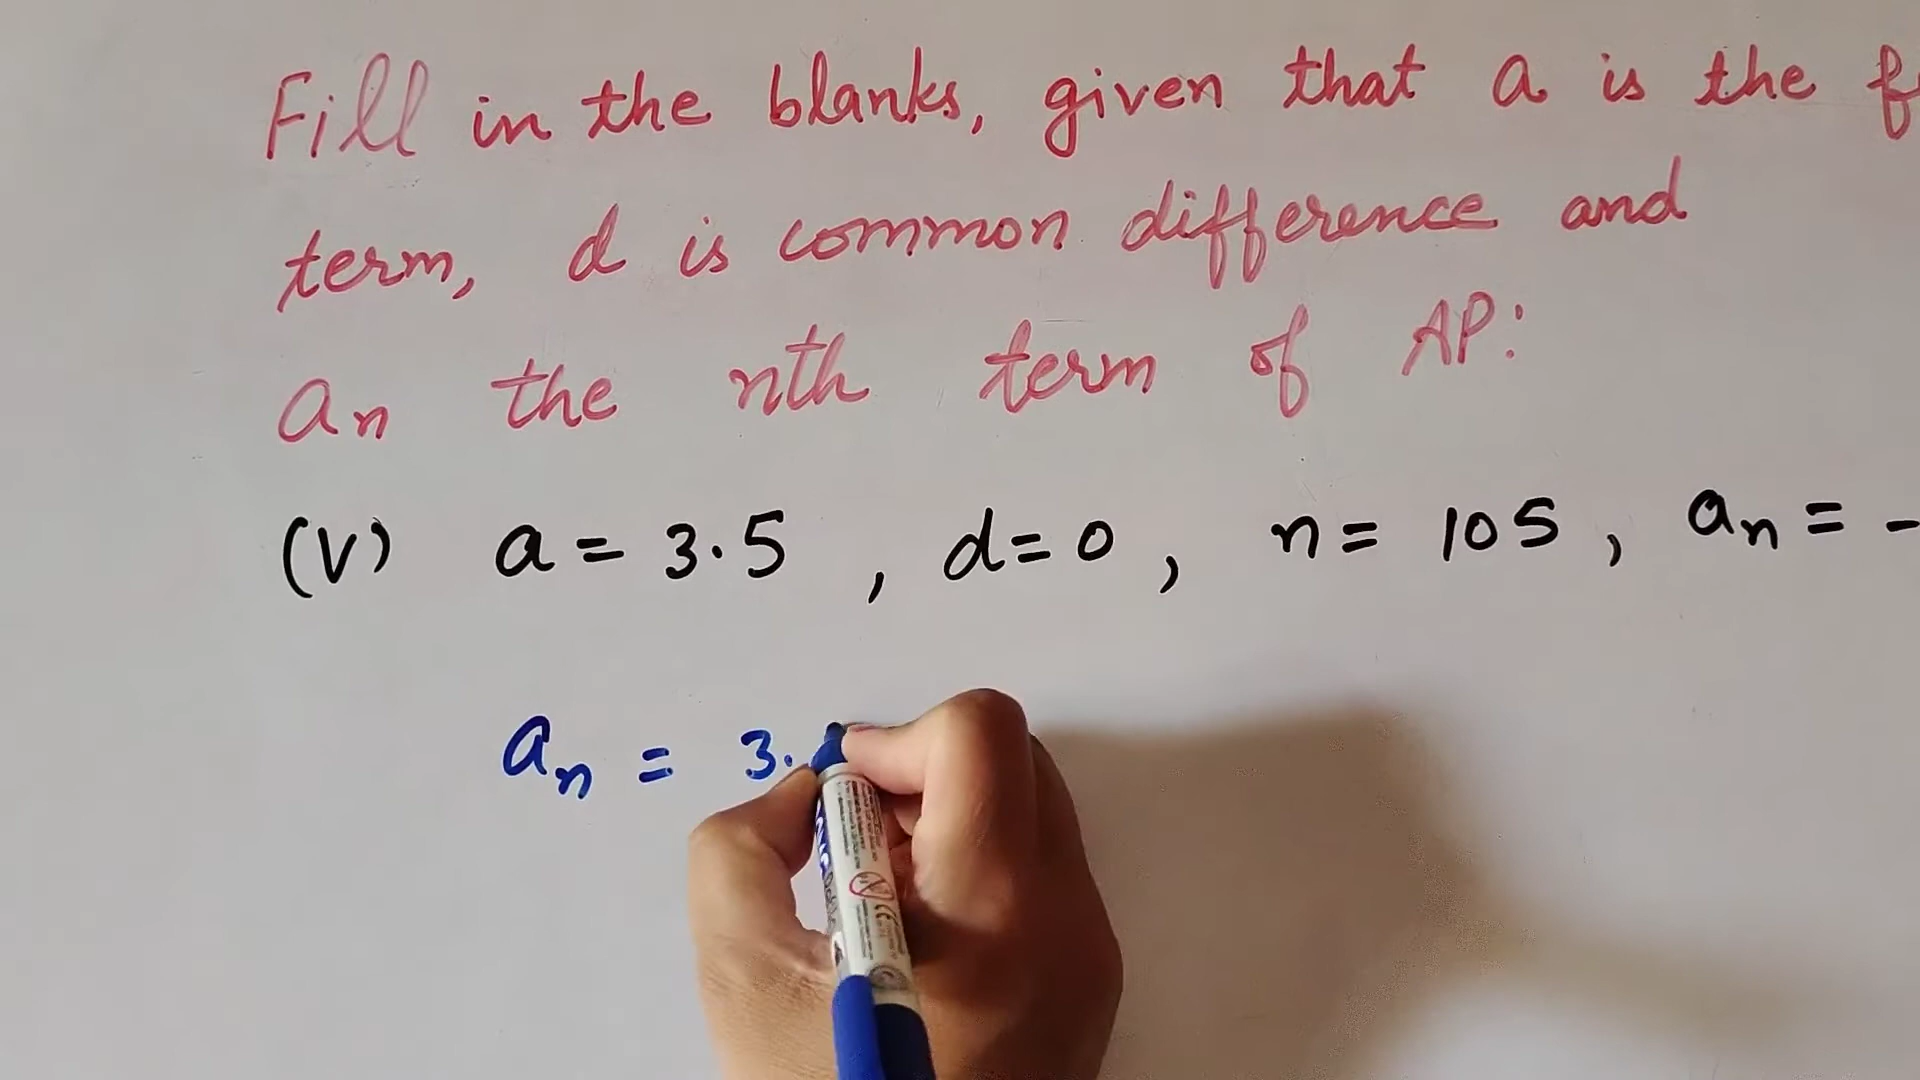 Fill in the blanks, given that a is the
term, d is common difference and
an the nth term of AP:
(V) a = 3.5 , d=0 , n= 105 , an = -
an = 3.